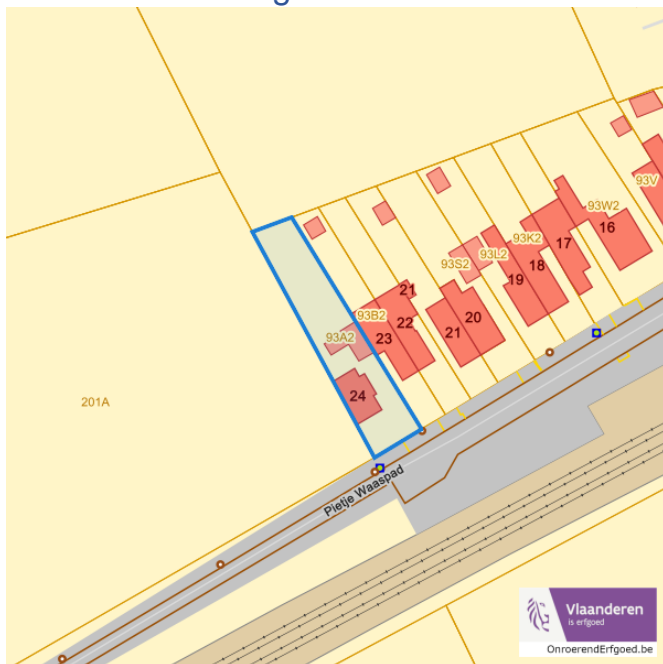 93V
93W2
16
93K2
17
18
93L2
19
93S2
20
21
21
93B2
22
23
93A2
24
201A
Pietje Waaspad
Vlaanderen
is erfgoed
OnroerendErfgoed.be